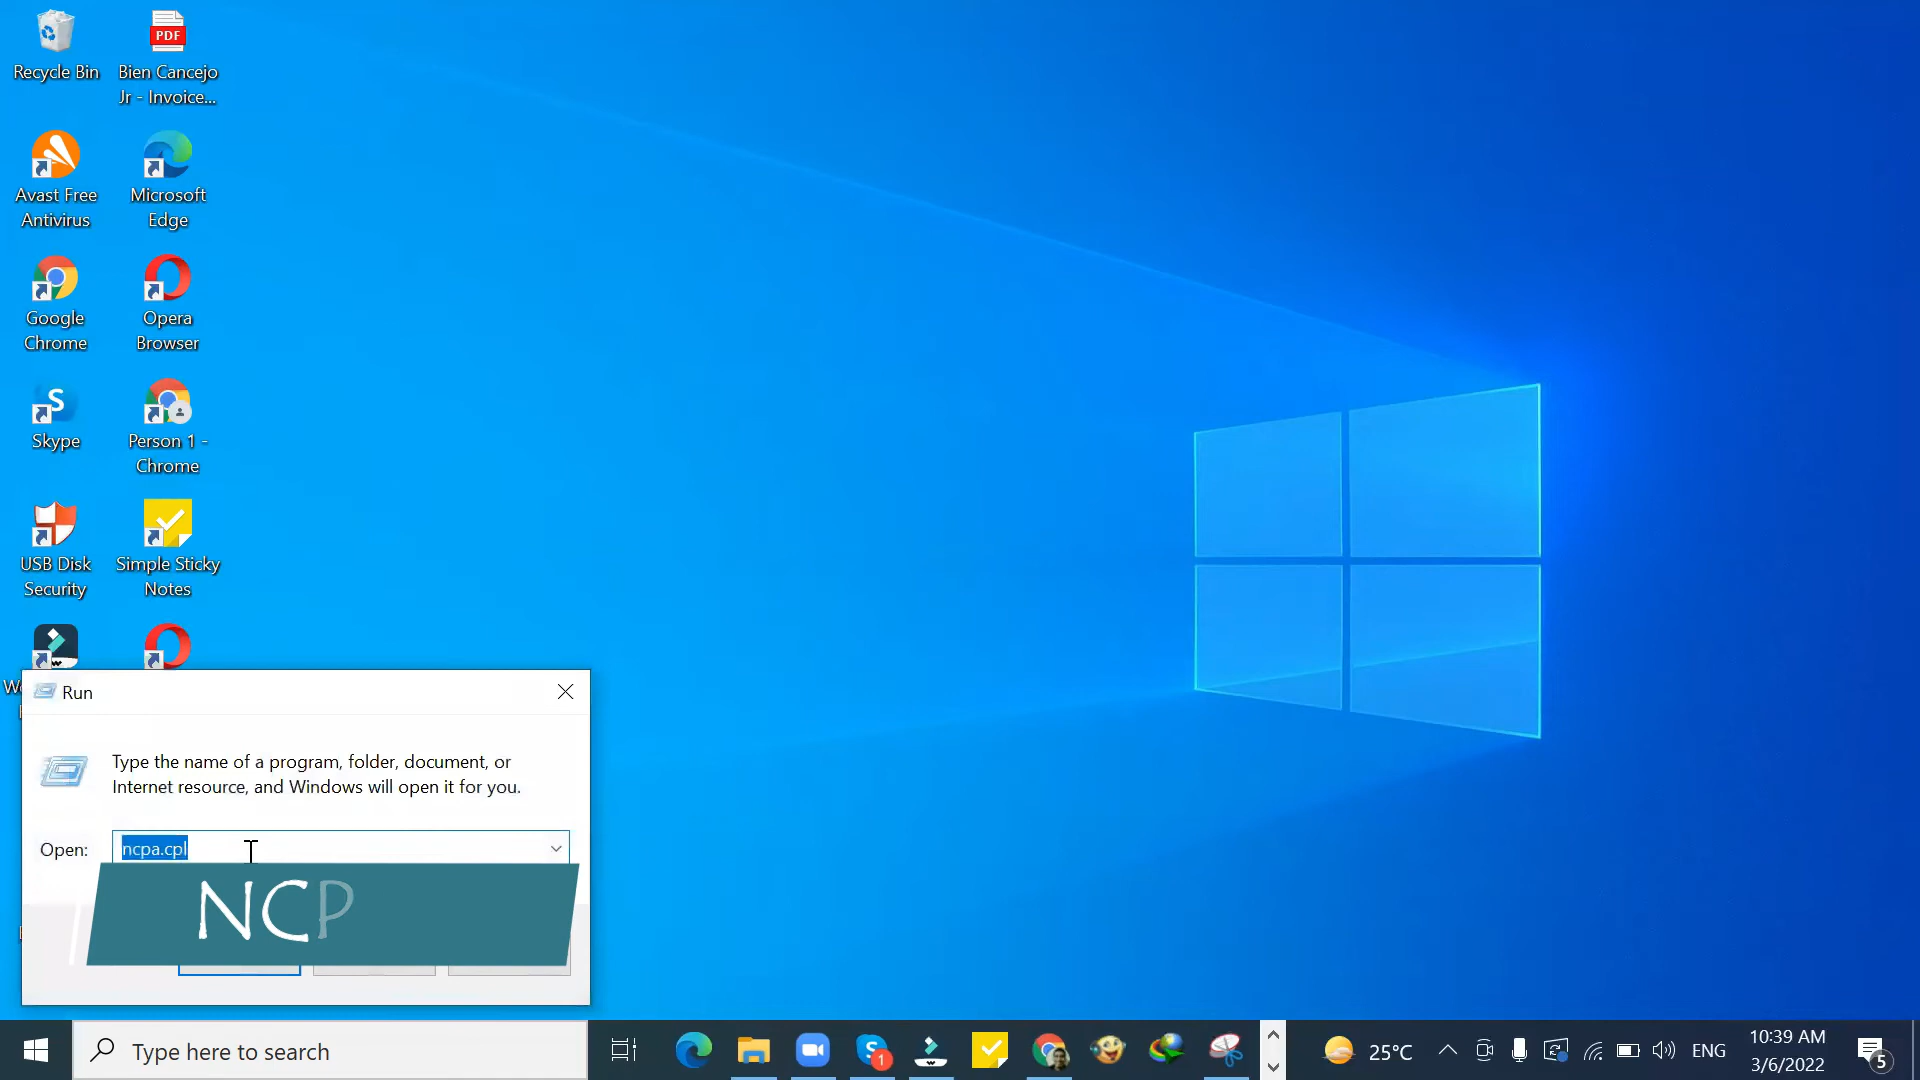 Recycle Bin
PDF
Bien Cancejo
Jr - Invoice...
Avast Free
Antivirus
Microsoft
Edge
Google
Chrome
Opera
Browser
S
Skype
Person 1 -
Chrome
USB Disk
Security
Simple Sticky
Notes
Run
Type the name of a program, folder, document, or
Internet resource, and Windows will open it for you.
Open:
ncpa.cpl
NCP
Type here to search
S
1
25°C
ENG
10:39 AM
3/6/2022
5